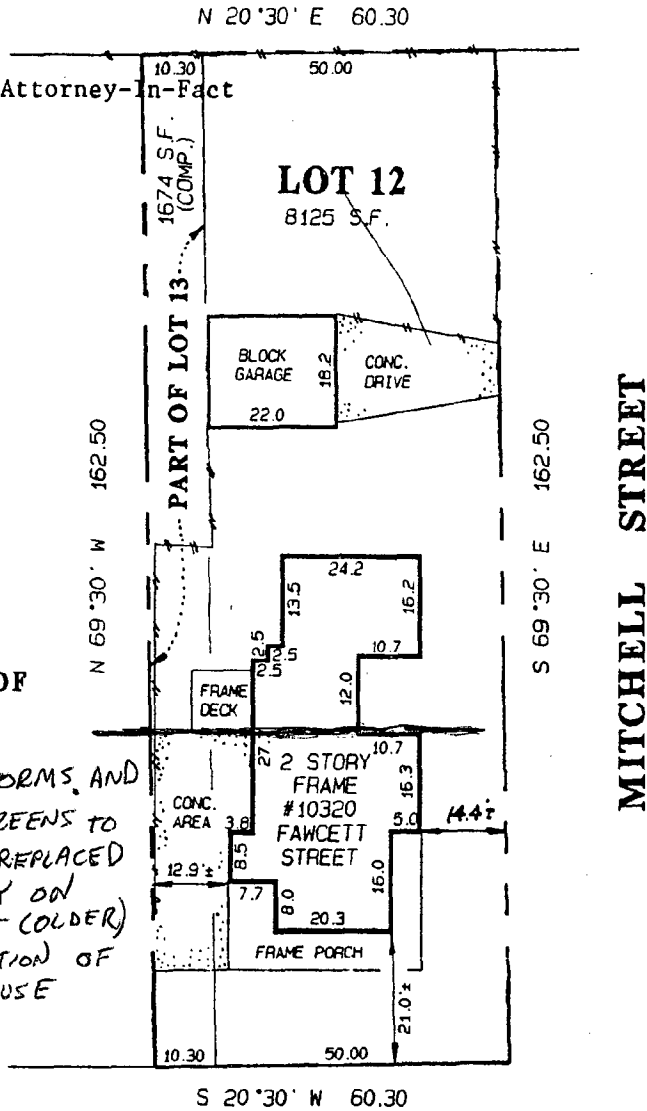 N 20°30' E 60.30
10.30 50.00
Attorney-In-Fact
1674 S.F.
(COMP.)
LOT 12
8125 S.F.
PART OF LOT 13
BLOCK
GARAGE
18.2
CONC.
DRIVE
22.0
N 69°30' W 162.50
S 69°30' E 162.50
MITCHELL STREET
24.2
13.5
16.2
2.5
2.5
2.5
10.7
12.0
OF
FRAME
DECK
27
10.7
2 STORY
FRAME
#10320
FAWCETT
STREET
16.3
ORMS AND
REENS TO
REPLACED
Y ON
T (OLDER)
TION OF
USE
CONC.
AREA
3.8
8.5
5.0
14.4'±
12.9'±
7.7
8.0
16.0
20.3
FRAME PORCH
21.0'±
10.30 50.00
S 20°30' W 60.30